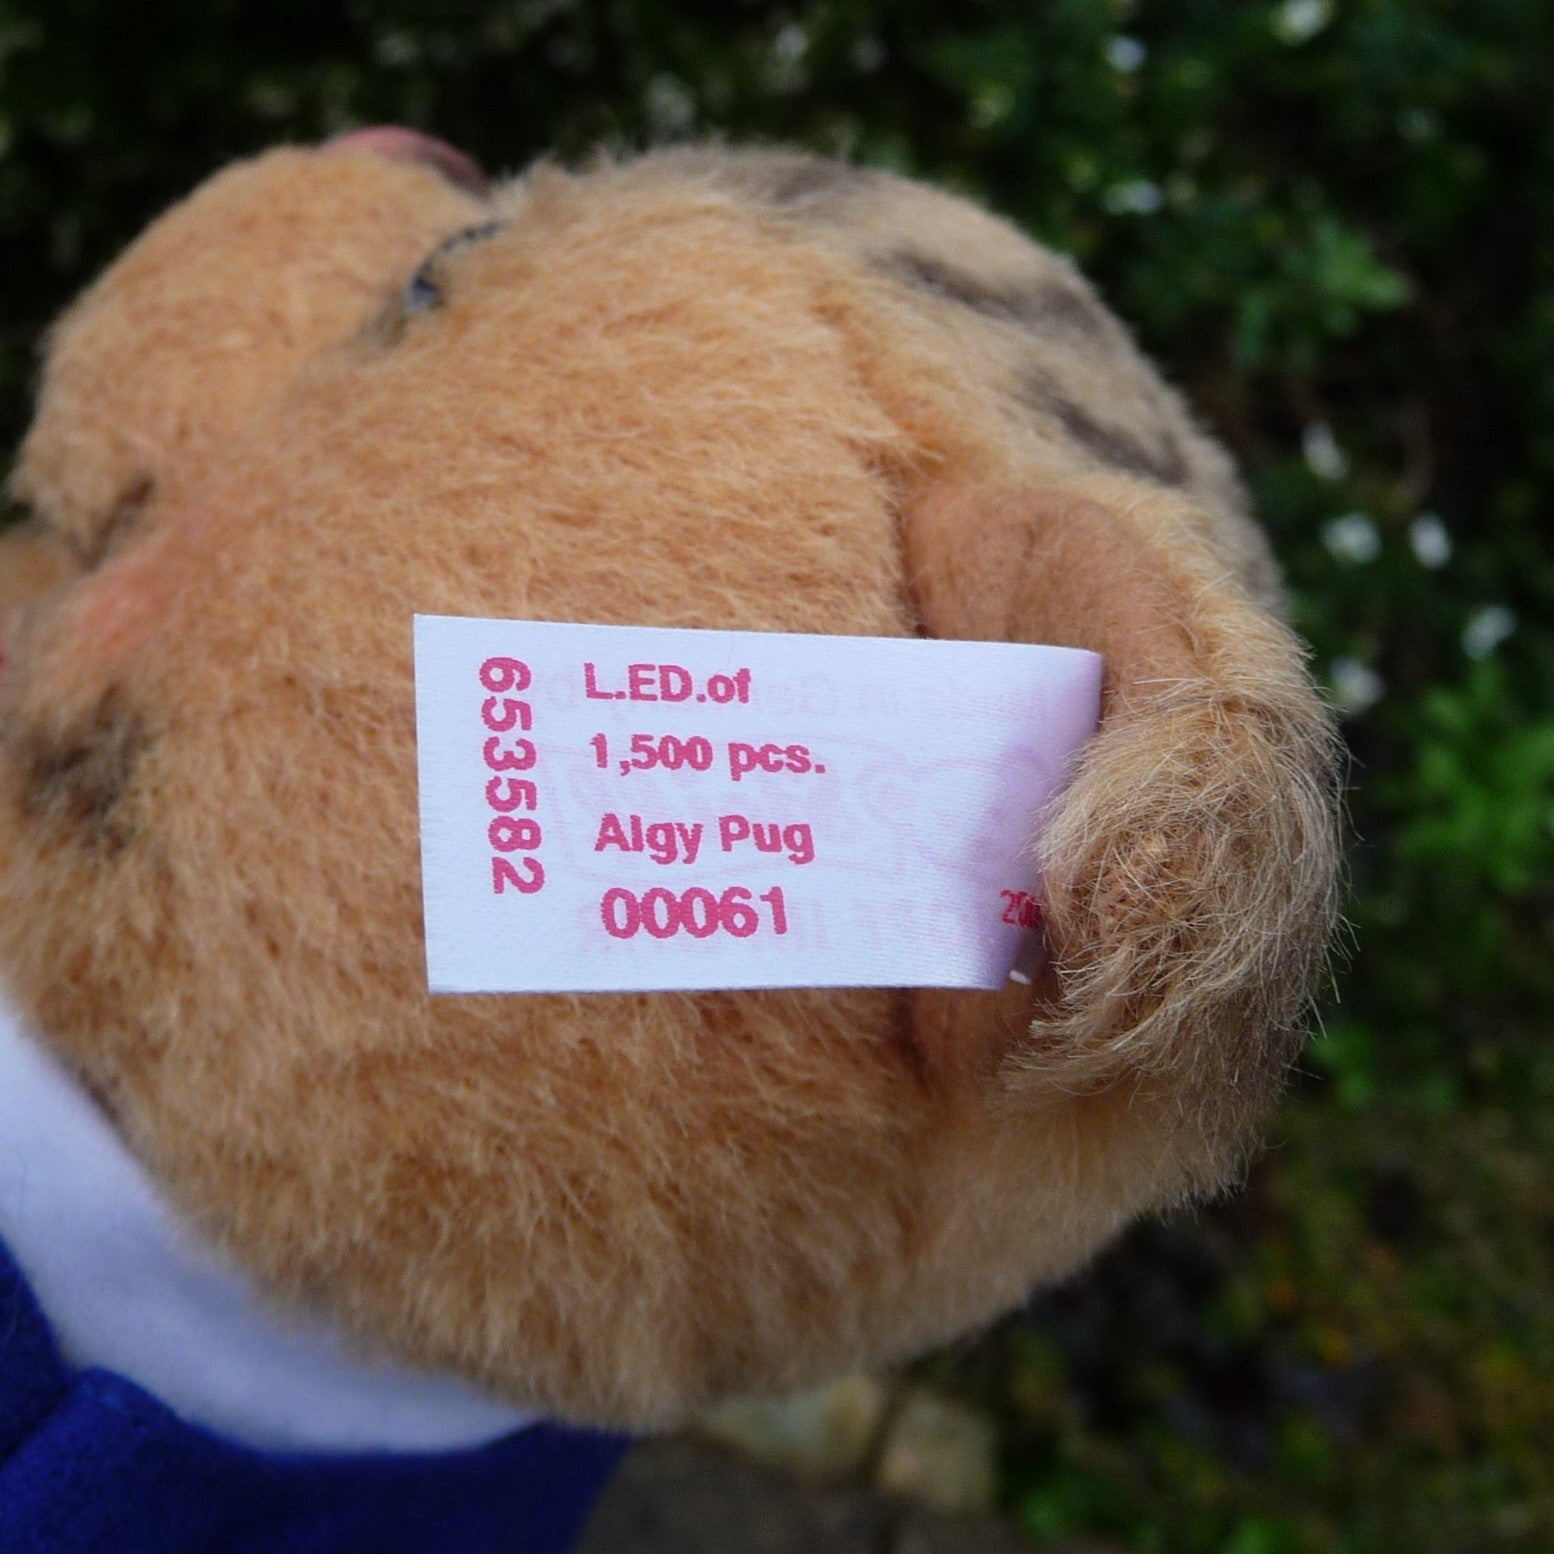 653582
L.ED.of
1,500 pcs.
Algy Pug
00061